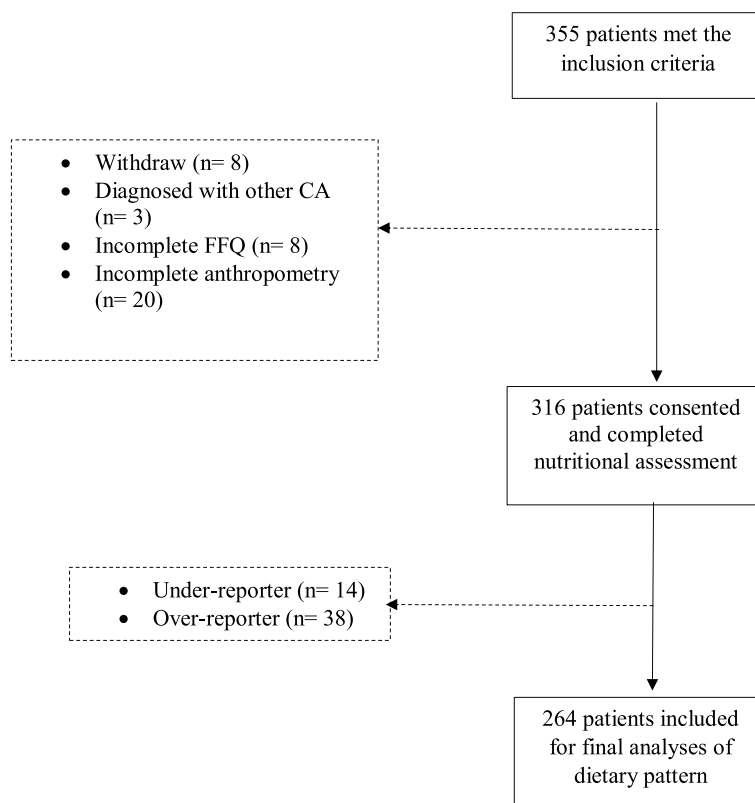 355 patients met the
inclusion criteria
• Withdraw (n= 8)
• Diagnosed with other CA
(n= 3)
• Incomplete FFQ (n= 8)
• Incomplete anthropometry
(n= 20)
316 patients consented
and completed
nutritional assessment
• Under-reporter (n= 14)
• Over-reporter (n= 38)
264 patients included
for final analyses of
dietary pattern